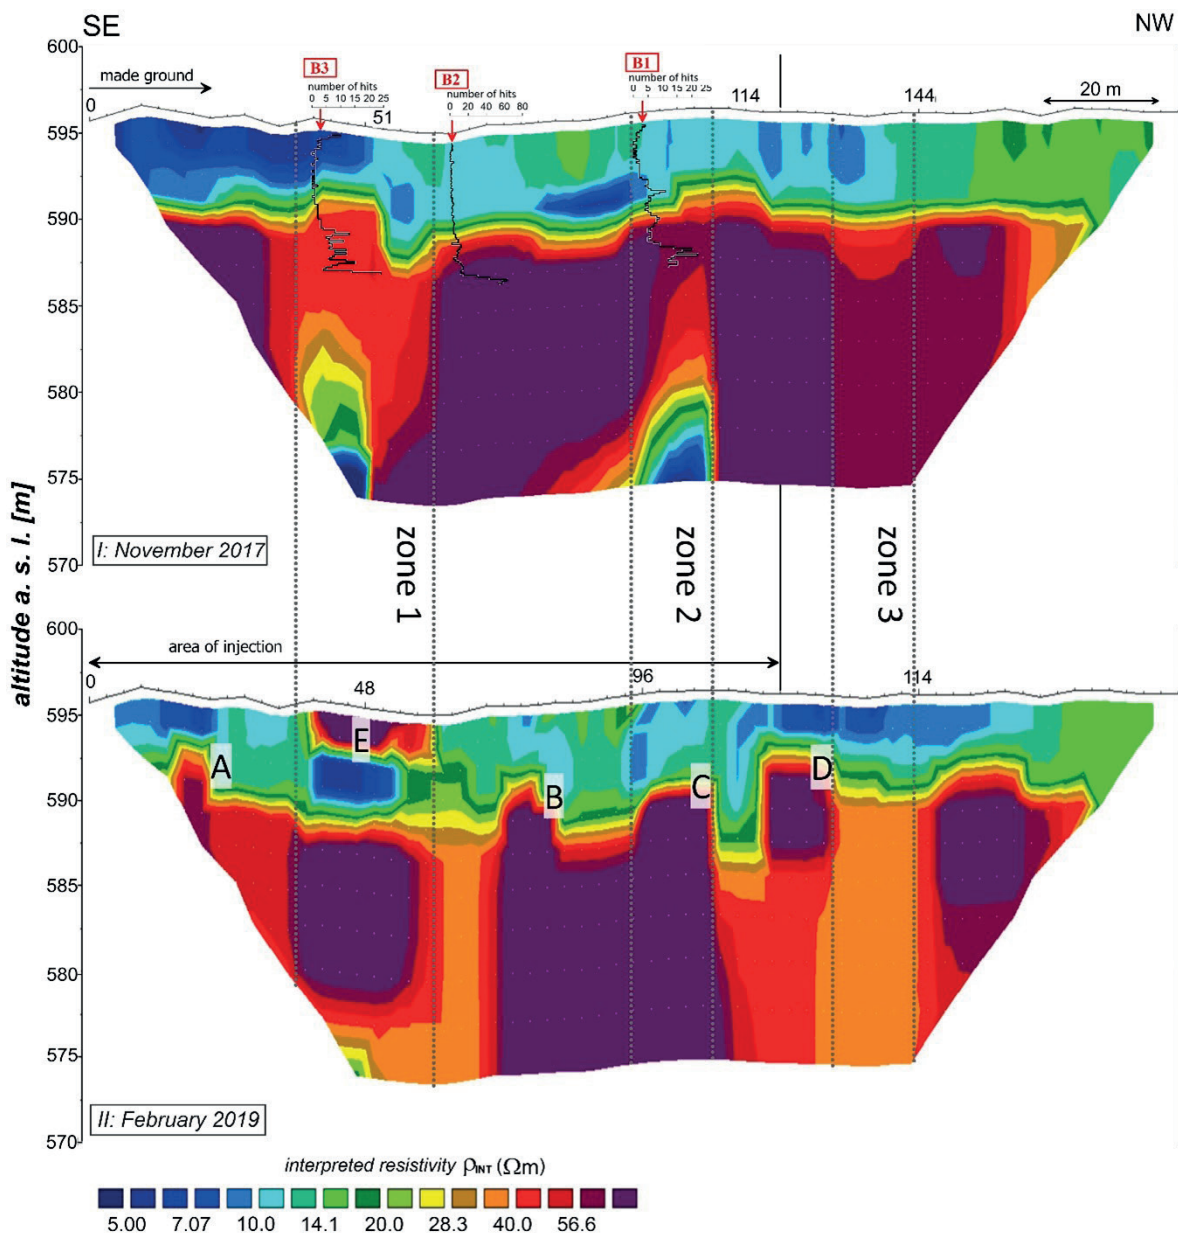 SE
NW
600
B3
B2
B1
made ground
number of hits
number of hits
number of hits
0 5 10 15 20 25
0 20 40 60 80
0 5 10 15 20 25
0
51
114
144
20 m
595
590
585
580
575
570
I: November 2017
zone 1
zone 2
zone 3
altitude a. s. l. [m]
600
area of injection
0
48
96
114
595
590
585
580
575
570
A
E
B
C
D
II: February 2019
interpreted resistivity ρINT (Ωm)
5.00 7.07 10.0 14.1 20.0 28.3 40.0 56.6